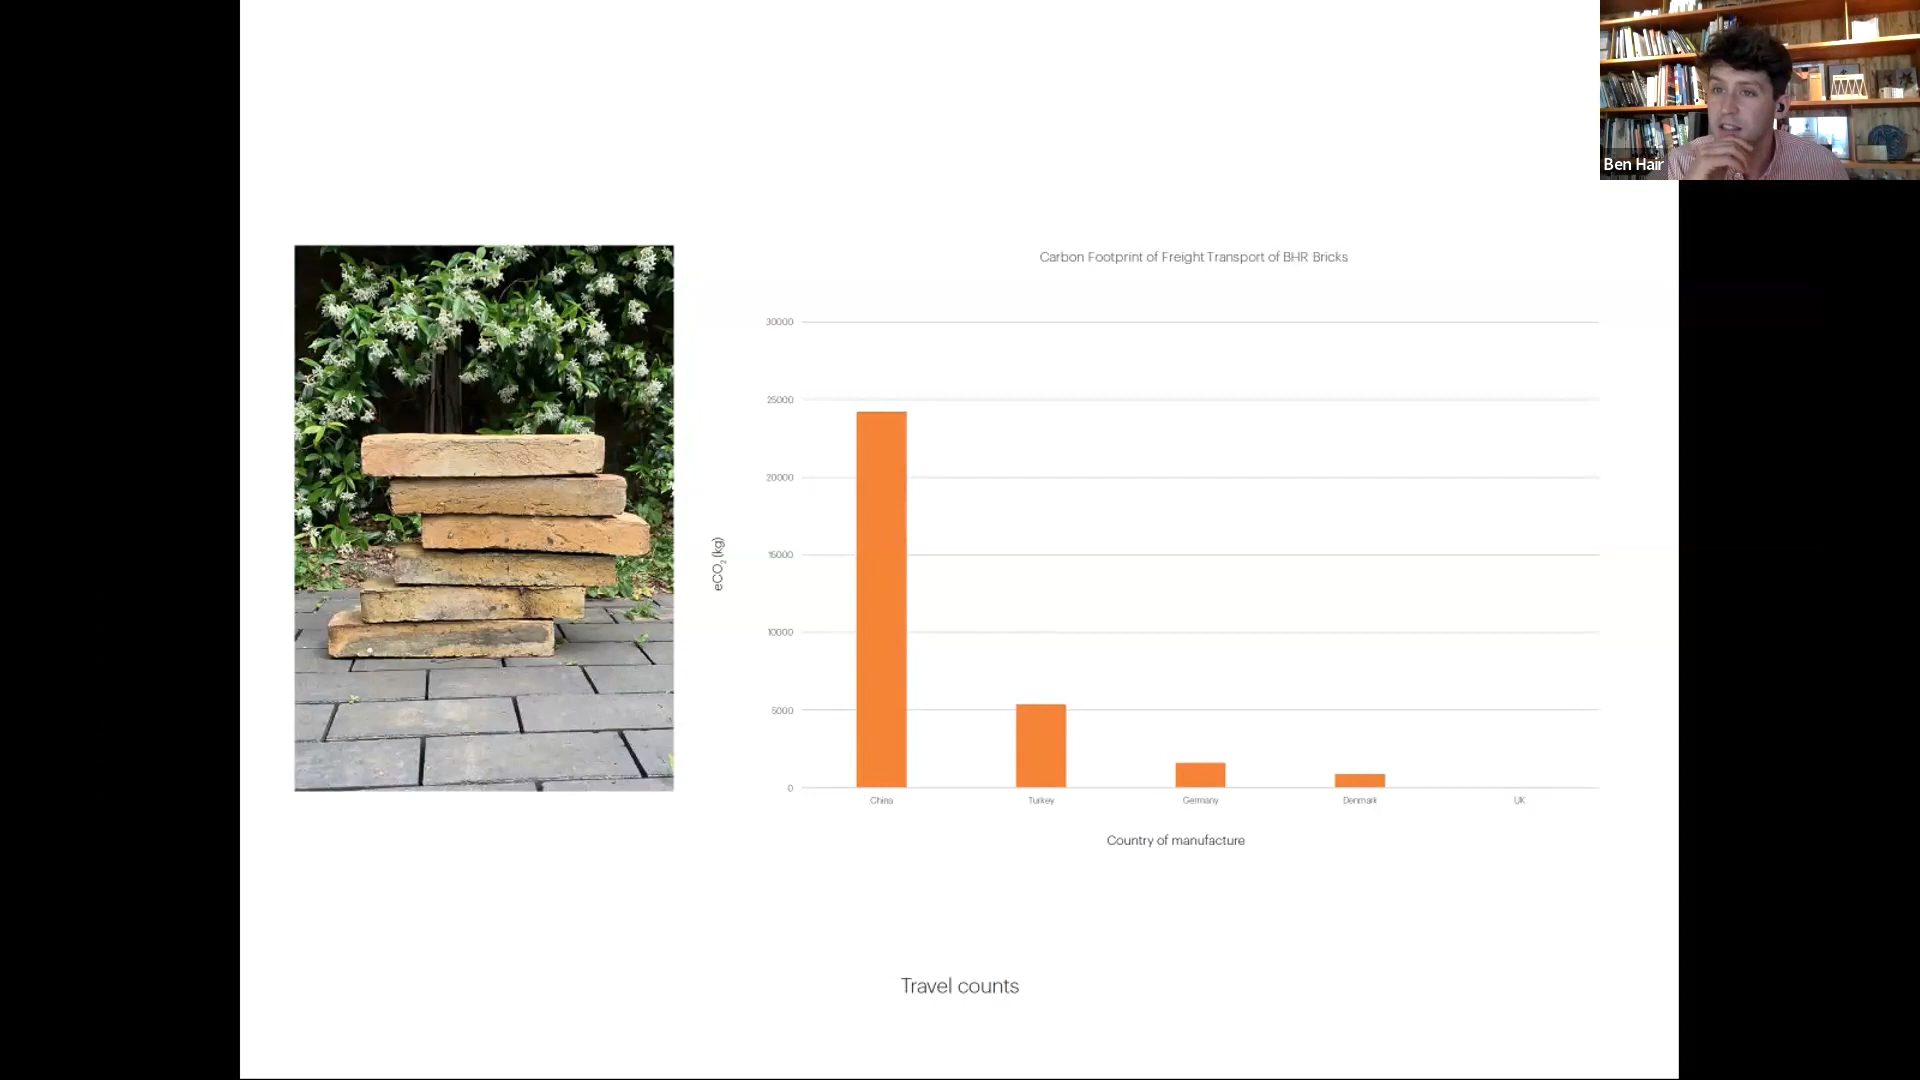 Ben Hair
Carbon Footprint of Freight Transport of BHR Bricks
30000
25000
20000
15000
10000
5000
0
eCO₂ (kg)
China
Turkey
Germany
Denmark
UK
Country of manufacture
Travel counts